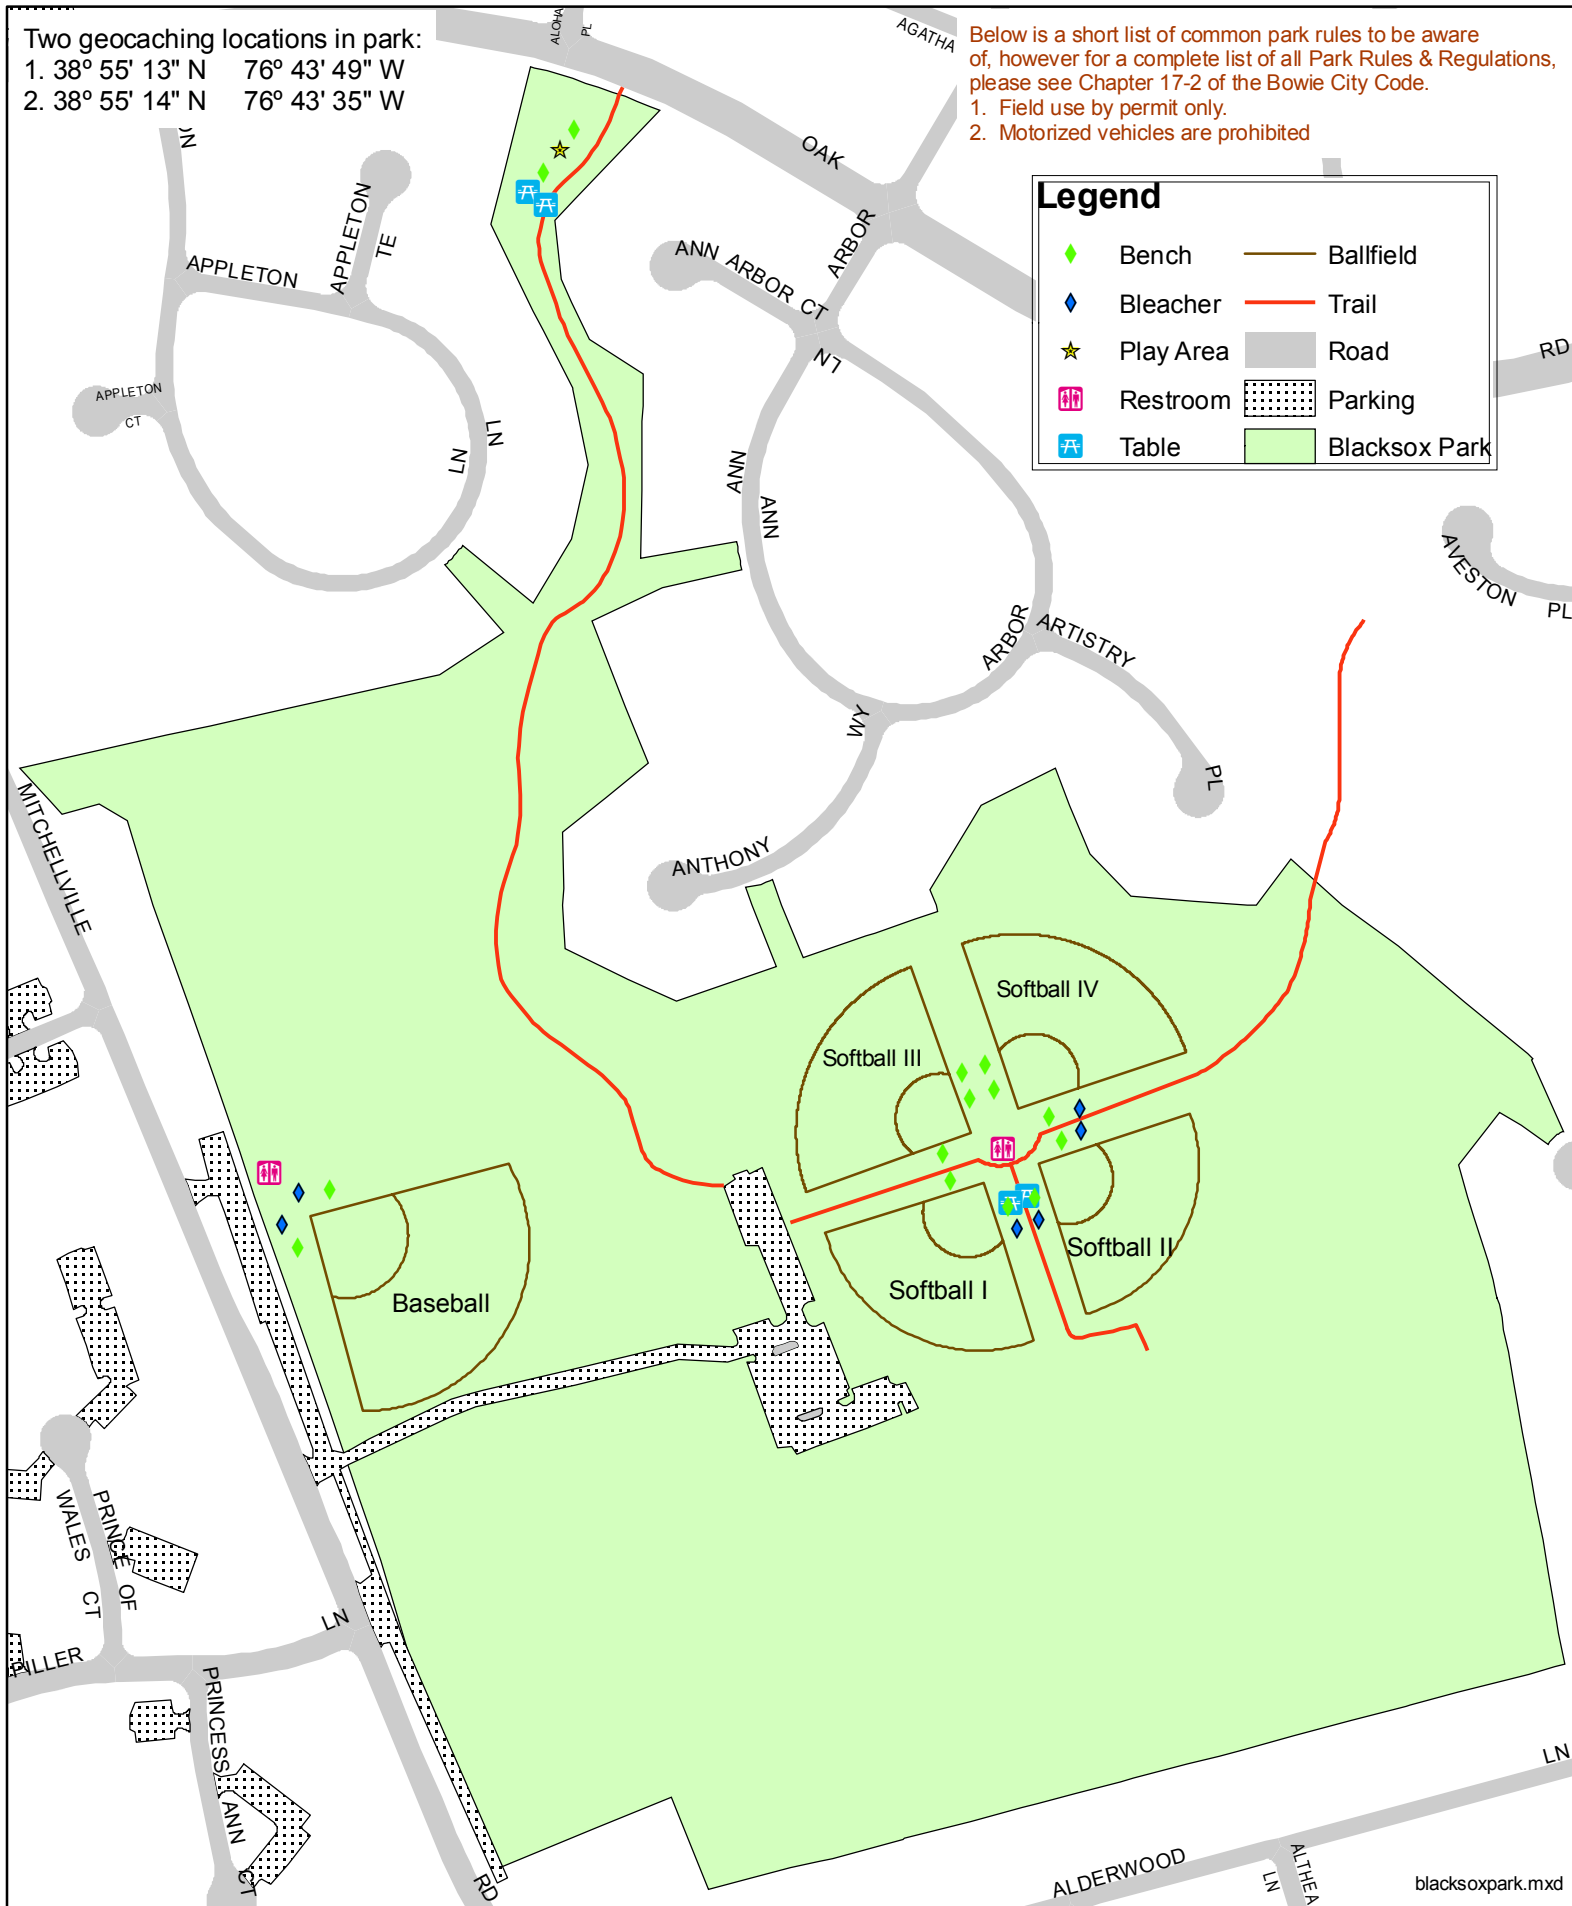 Two geocaching locations in park:
1. 38º 55' 13" N 76º 43' 49" W
2. 38º 55' 14" N 76º 43' 35" W
Below is a short list of common park rules to be aware
of, however for a complete list of all Park Rules & Regulations,
please see Chapter 17-2 of the Bowie City Code.
1. Field use by permit only.
2. Motorized vehicles are prohibited
Legend
Bench
Ballfield
Bleacher
Trail
Play Area
Road
Restroom
Parking
Table
Blacksox Park
ALOHA
PL
AGATHA
OAK
RD
ON
APPLETON
TE
APPLETON
APPLETON
CT
LN
LN
ANN ARBOR CT
ARBOR
LN
ANN
ANN
ARBOR
ARTISTRY
PL
WY
ANTHONY
AVESTON
PL
MITCHELLVILLE
Softball IV
Softball III
Softball II
Softball I
Baseball
PRINCE OF
WALES CT
LN
PILLER
PRINCESS
ANN
CT
RD
ALDERWOOD
LN
ALTHEA
LN
blacksoxpark.mxd